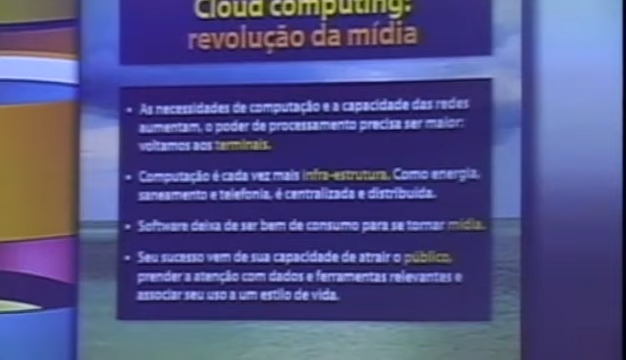 Cloud computing:
revolução da mídia
• As necessidades de computação e a capacidade das redes
aumentam, o poder de processamento precisa ser maior:
voltamos aos terminais.
• Computação é cada vez mais infra-estrutura. Como energia,
saneamento e telefonia, é centralizada e distribuída.
• Software deixa de ser bem de consumo para se tornar mídia.
• Seu sucesso vem de sua capacidade de atrair o público,
prender a atenção com dados e ferramentas relevantes e
associar seu uso a um estilo de vida.